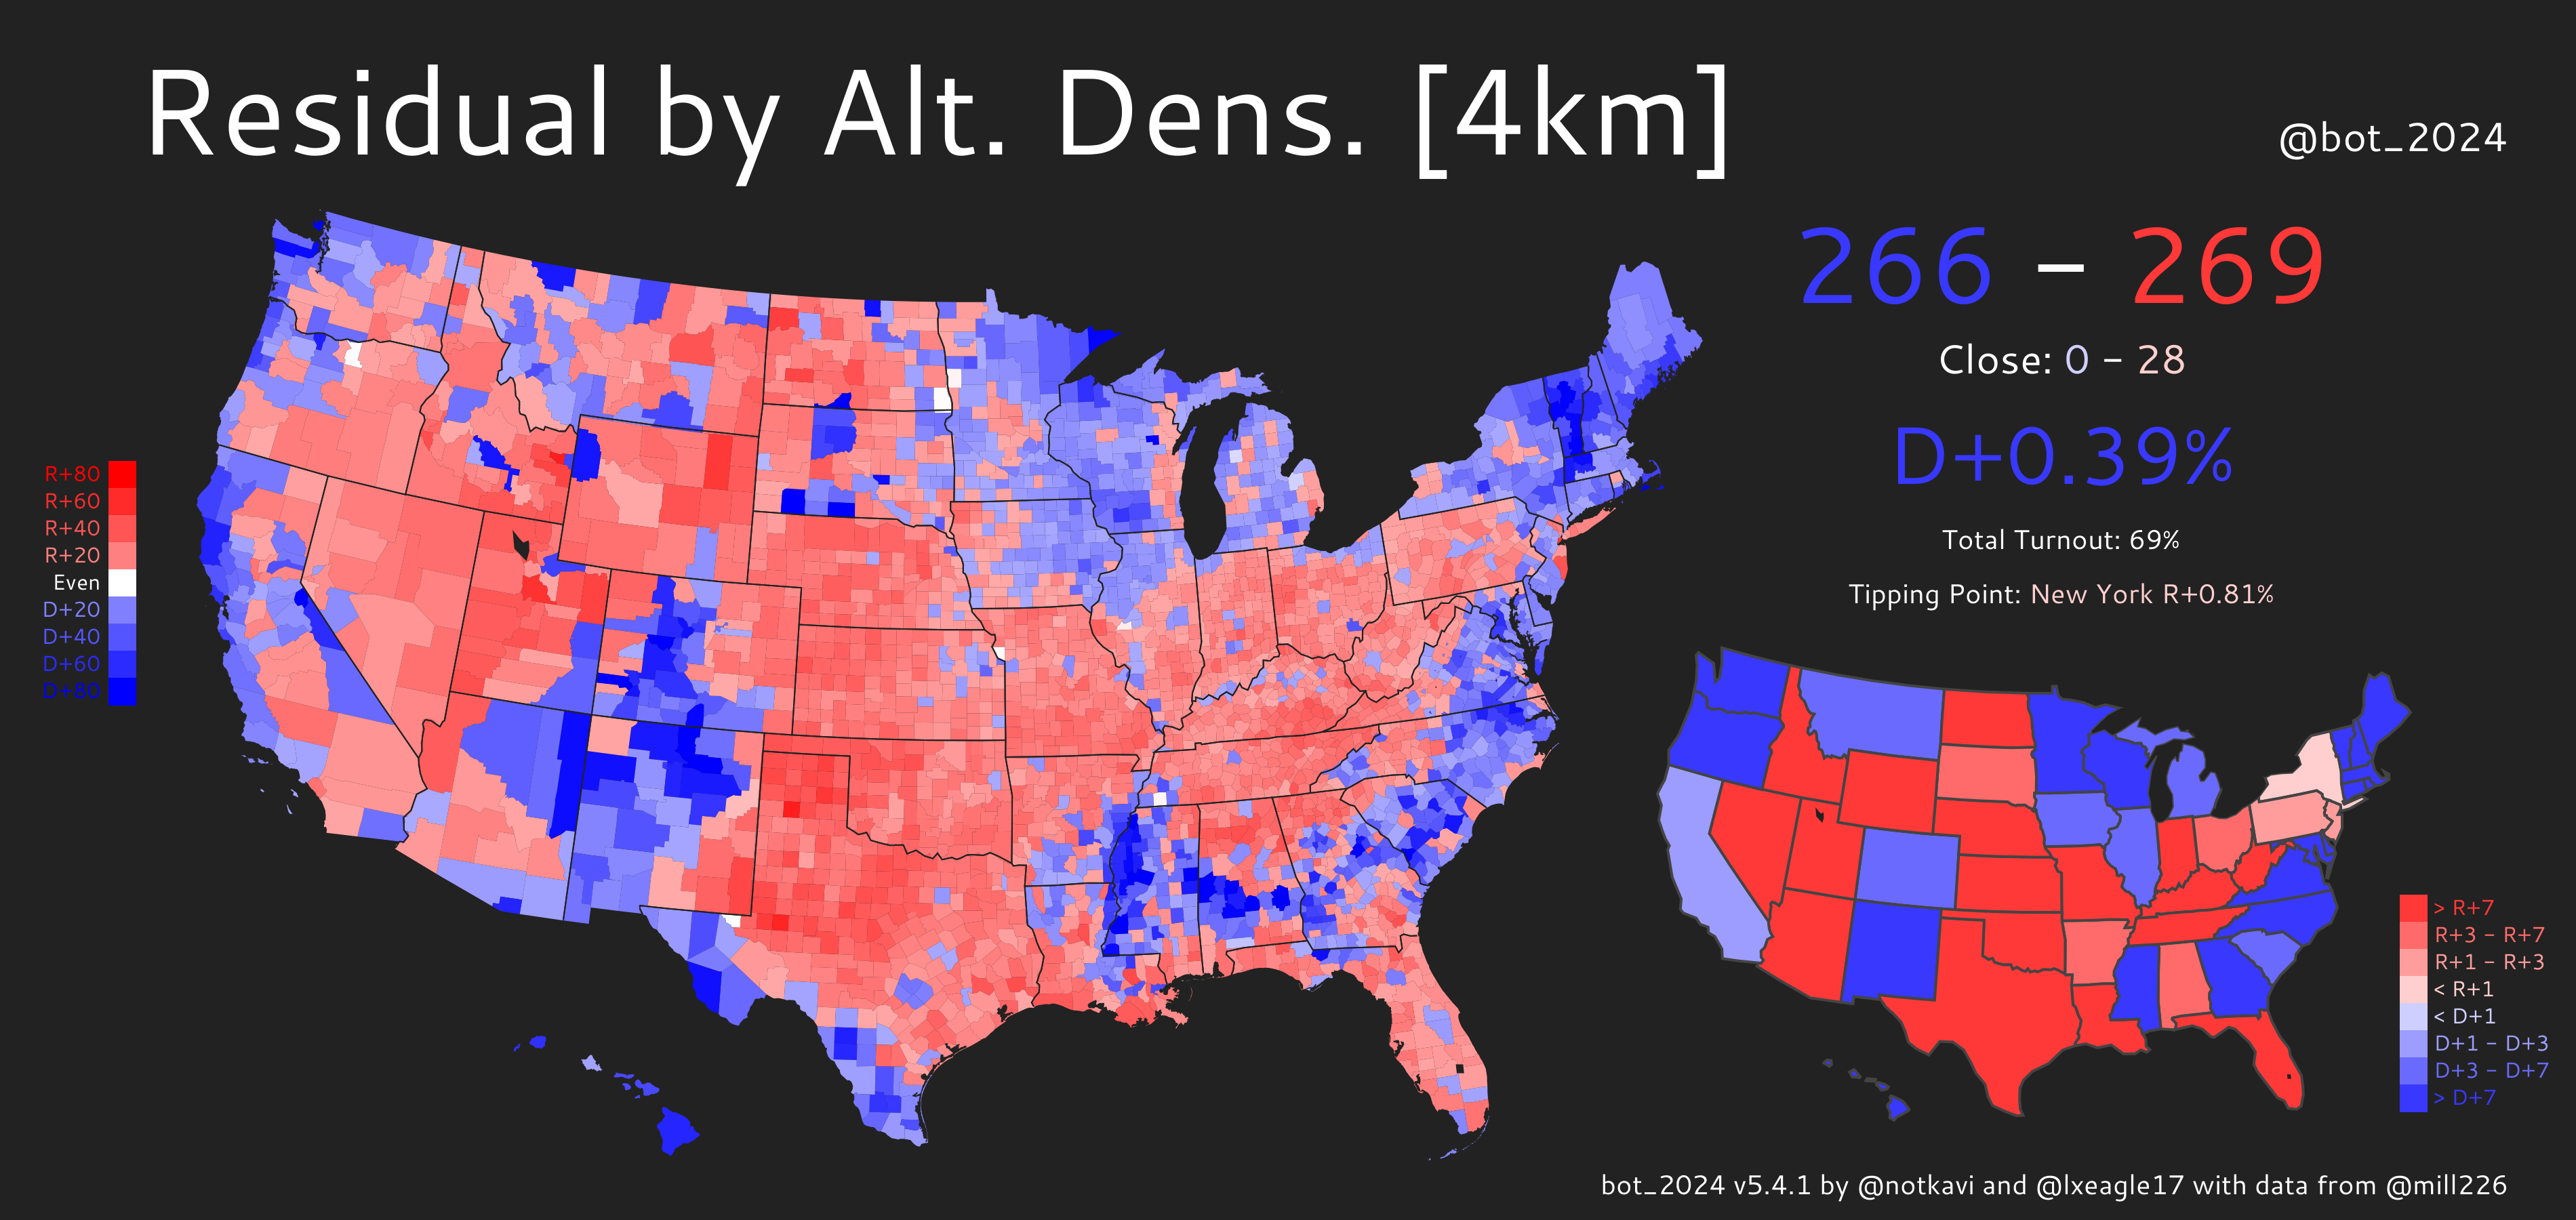 Residual by Alt. Dens. [4km]
@bot_2024
266 – 269
Close: 0 – 28
D+0.39%
Total Turnout: 69%
Tipping Point: New York R+0.81%
R+80
R+60
R+40
R+20
Even
D+20
D+40
D+60
D+80
> R+7
R+3 – R+7
R+1 – R+3
< R+1
< D+1
D+1 – D+3
D+3 – D+7
> D+7
bot_2024 v5.4.1 by @notkavi and @lxeagle17 with data from @mill226